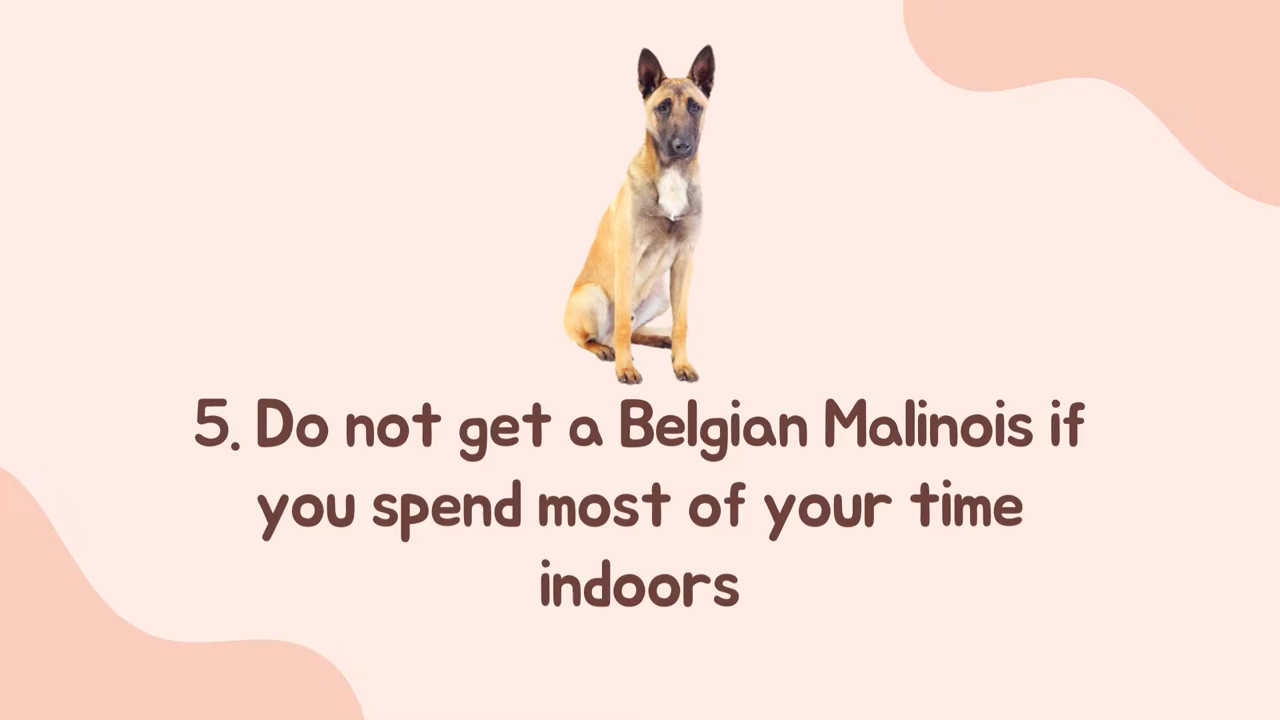 5. Do not get a Belgian Malinois if
you spend most of your time
indoors